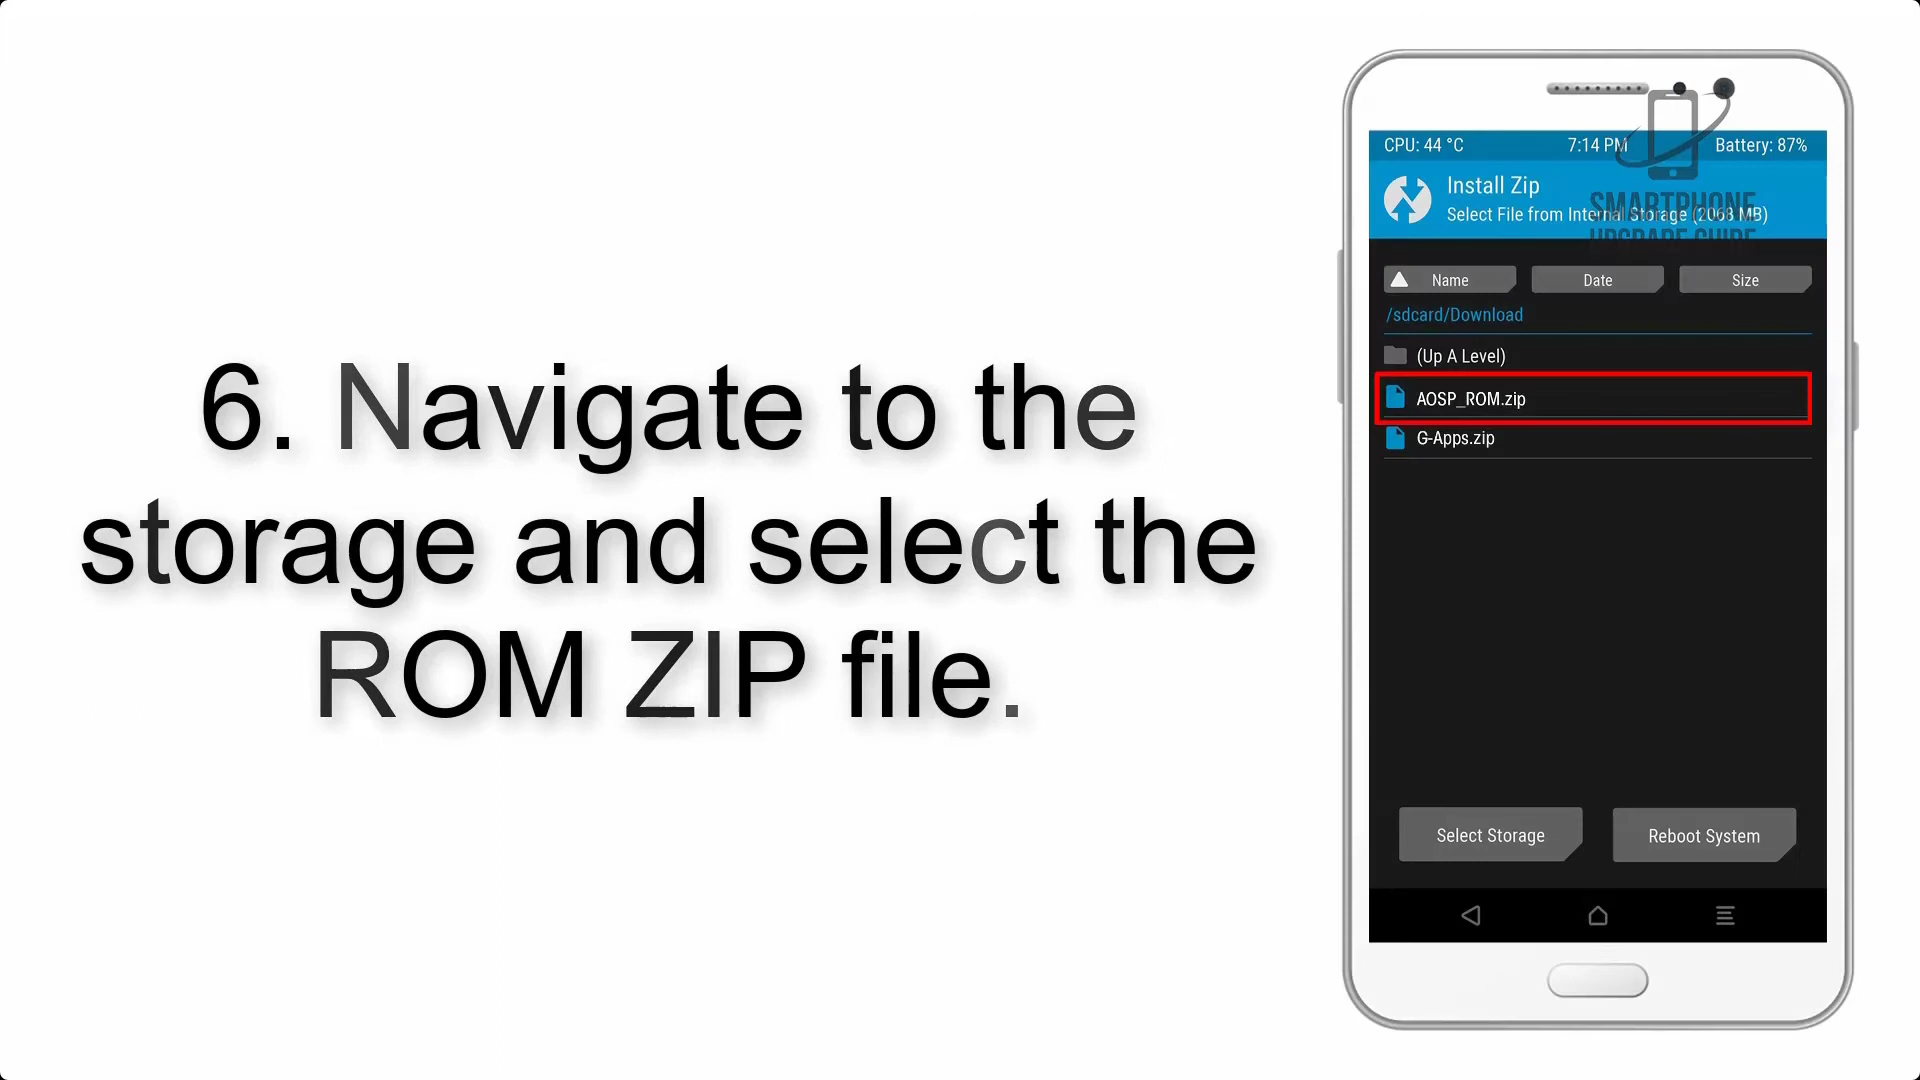 6. Navigate to the
storage and select the
ROM ZIP file.
CPU: 44 °C 7:14 PM Battery: 87%
Install Zip
Select File from Internal Storage (2068 MB)
SMARTPHONE
UPGRADE GUIDE
Name Date Size
/sdcard/Download
(Up A Level)
AOSP_ROM.zip
G-Apps.zip
Select Storage Reboot System